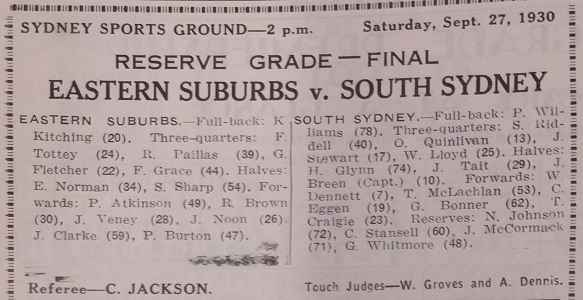 SYDNEY SPORTS GROUND—2 p.m. Saturday, Sept. 27, 1930
RESERVE GRADE — FINAL
EASTERN SUBURBS v. SOUTH SYDNEY
EASTERN SUBURBS.—Full-back: K
Kitching (20). Three-quarters: F.
Tottey (24), R. Paillas (39), G.
Fletcher (22), F. Grace (44). Halves:
E. Norman (34), S. Sharp (54). For-
wards: P. Atkinson (49), R. Brown
(30), J. Veney (28). J. Noon (26).
J. Clarke (59), P. Burton (47).
SOUTH SYDNEY.—Full-back: P. Wil-
liams (78). Three-quarters: S. Rid-
dell (40), O. Quinlivan (13), J.
Stewart (17), W. Lloyd (25). Halves:
H. Glynn (74), J. Tait (29), J.
Breen (Capt.) (10). Forwards: W.
Dennett (7), T. McLachlan (53), C.
Eggen (19), G. Bonner (62), T.
Craigie (23). Reserves: N. Johnson
(72), C. Stansell (60), J. McCormack
(71), G. Whitmore (48).
Referee—C. JACKSON. Touch Judges—W. Groves and A. Dennis.